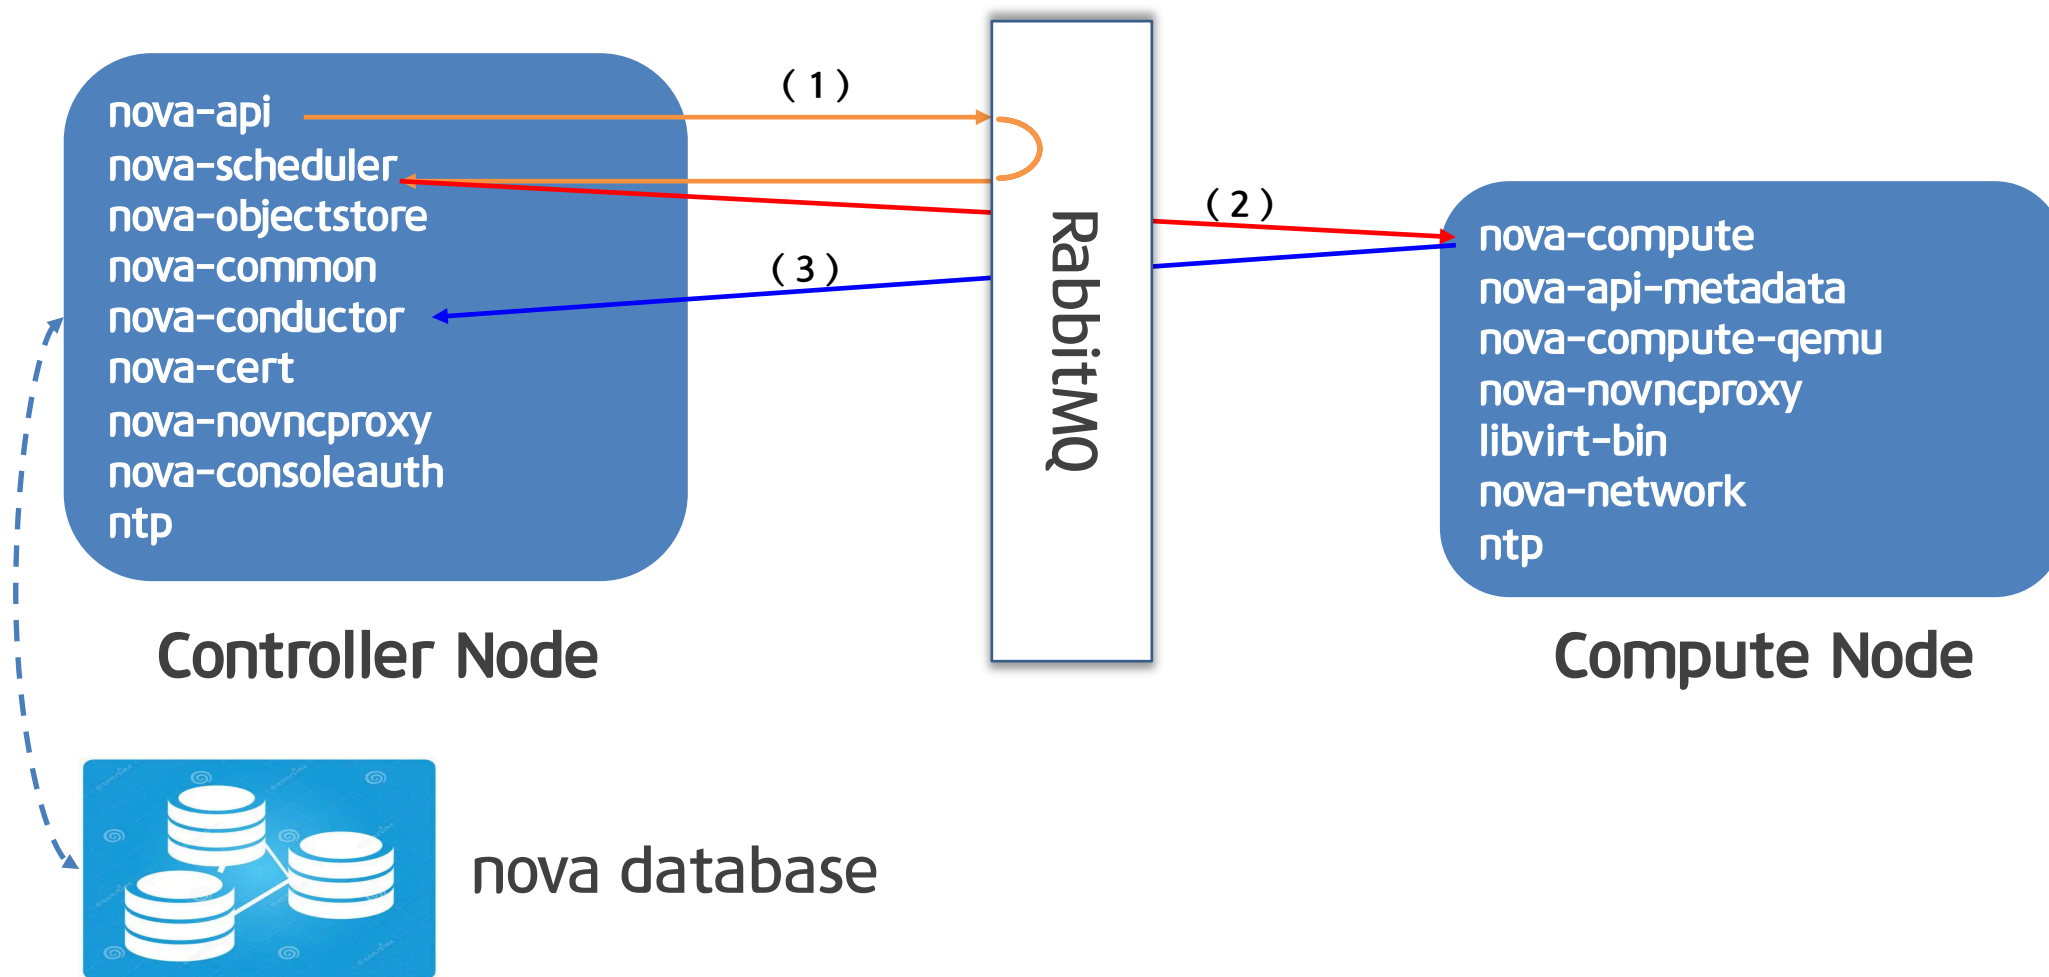 nova-api
nova-scheduler
nova-objectstore
nova-common
nova-conductor
nova-cert
nova-novncproxy
nova-consoleauth
ntp
Controller Node
( 1 )
( 2 )
( 3 )
RabbitMQ
nova-compute
nova-api-metadata
nova-compute-qemu
nova-novncproxy
libvirt-bin
nova-network
ntp
Compute Node
nova database